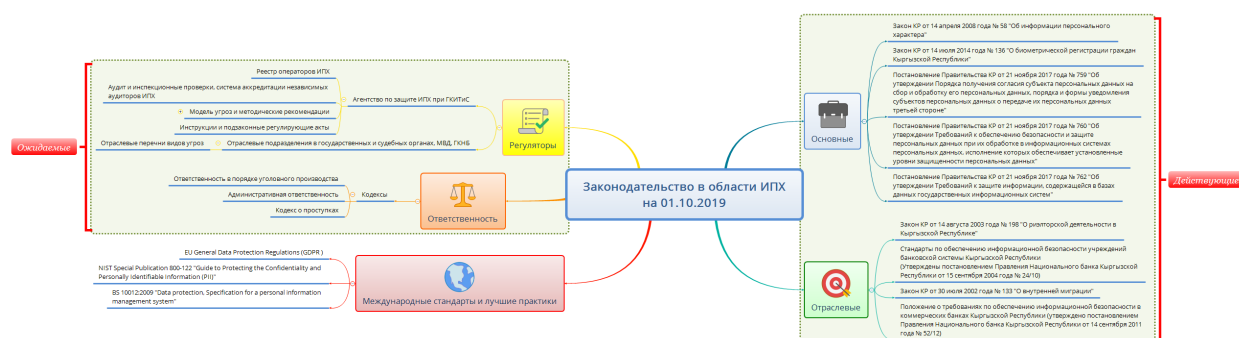 Ожидаемые
Реестр операторов ИПХ
Аудит и инспекционные проверки, система аккредитации независимых
аудиторов ИПХ
Модель угроз и методические рекомендации
Инструкции и подзаконные регулирующие акты
Агентство по защите ИПХ при ГКИТиС
Отраслевые перечни видов угроз
Отраслевые подразделения в государственных и судебных органах, МВД, ГКНБ
Регуляторы
Ответственность в порядке уголовного производства
Административная ответственность
Кодекс о проступках
Кодексы
Ответственность
EU General Data Protection Regulations (GDPR )
NIST Special Publication 800-122 "Guide to Protecting the Confidentiality and
Personally Identifiable Information (PII)"
BS 10012:2009 "Data protection. Specification for a personal information
management system"
Международные стандарты и лучшие практики
Законодательство в области ИПХ
на 01.10.2019
Основные
Закон КР от 14 апреля 2008 года № 58 "Об информации персонального
характера"
Закон КР от 14 июля 2014 года № 136 "О биометрической регистрации граждан
Кыргызской Республики"
Постановление Правительства КР от 21 ноября 2017 года № 759 "Об
утверждении Порядка получения согласия субъекта персональных данных на
сбор и обработку его персональных данных, порядка и формы уведомления
субъектов персональных данных о передаче их персональных данных
третьей стороне"
Постановление Правительства КР от 21 ноября 2017 года № 760 "Об
утверждении Требований к обеспечению безопасности и защите
персональных данных при их обработке в информационных системах
персональных данных, исполнение которых обеспечивает установленные
уровни защищенности персональных данных"
Постановление Правительства КР от 21 ноября 2017 года № 762 "Об
утверждении Требований к защите информации, содержащейся в базах
данных государственных информационных систем"
Отраслевые
Закон КР от 14 августа 2003 года № 198 "О риэлторской деятельности в
Кыргызской Республике"
Стандарты по обеспечению информационной безопасности учреждений
банковской системы Кыргызской Республики
(Утверждены постановлением Правления Национального банка Кыргызской
Республики от 15 сентября 2004 года № 24/10)
Закон КР от 30 июля 2002 года № 133 "О внутренней миграции"
Положение о требованиях по обеспечению информационной безопасности в
коммерческих банках Кыргызской Республики (утверждено постановлением
Правления Национального банка Кыргызской Республики от 14 сентября 2011
года № 52/12)
Действующие